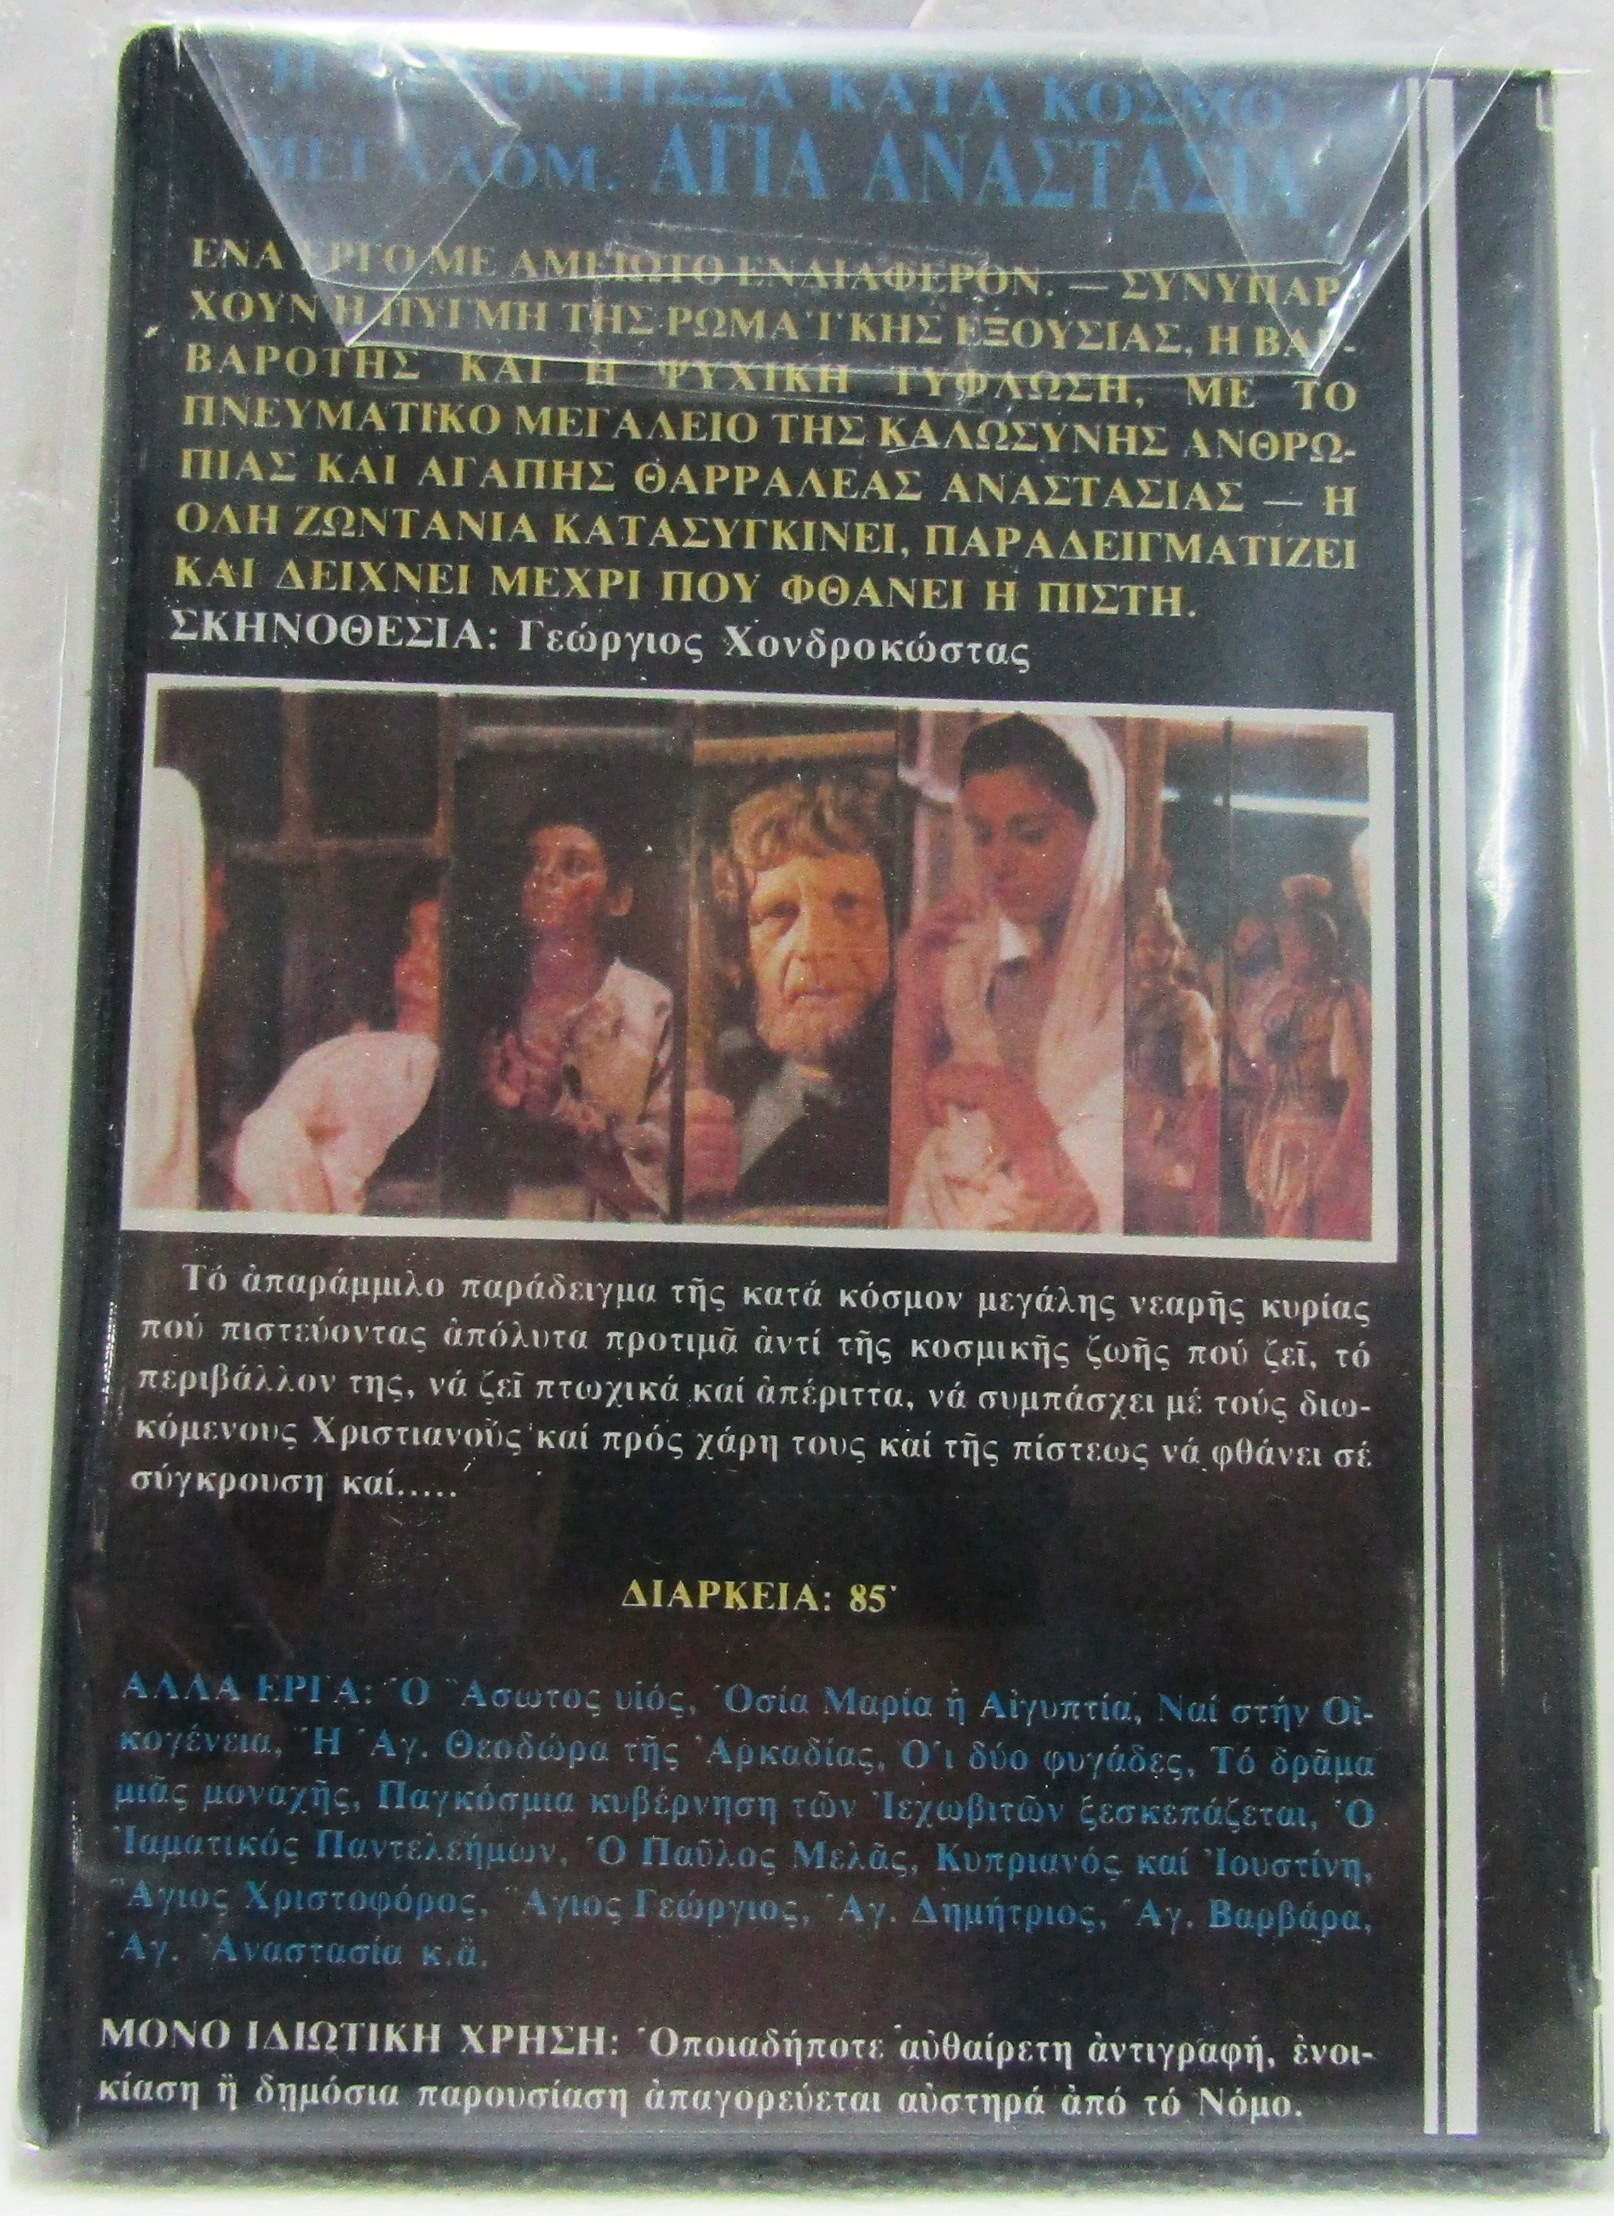 Η ΑΡΧΟΝΤΙΣΣΑ ΚΑΤΑ ΚΟΣΜΟ
ΜΕΓΑΛΟΜ. ΑΓΙΑ ΑΝΑΣΤΑΣΙΑ
ΕΝΑ ΕΡΓΟ ΜΕ ΑΜΕΙΩΤΟ ΕΝΔΙΑΦΕΡΟΝ. — ΣΥΝΥΠΑΡ-
ΧΟΥΝ Η ΠΥΓΜΗ ΤΗΣ ΡΩΜΑΪΚΗΣ ΕΞΟΥΣΙΑΣ, Η ΒΑΡ-
ΒΑΡΟΤΗΣ ΚΑΙ Η ΨΥΧΙΚΗ ΤΥΦΛΩΣΗ, ΜΕ ΤΟ
ΠΝΕΥΜΑΤΙΚΟ ΜΕΓΑΛΕΙΟ ΤΗΣ ΚΑΛΩΣΥΝΗΣ ΑΝΘΡΩ-
ΠΙΑΣ ΚΑΙ ΑΓΑΠΗΣ ΘΑΡΡΑΛΕΑΣ ΑΝΑΣΤΑΣΙΑΣ — Η
ΟΛΗ ΖΩΝΤΑΝΙΑ ΚΑΤΑΣΥΓΚΙΝΕΙ, ΠΑΡΑΔΕΙΓΜΑΤΙΖΕΙ
ΚΑΙ ΔΕΙΧΝΕΙ ΜΕΧΡΙ ΠΟΥ ΦΘΑΝΕΙ Η ΠΙΣΤΗ.
ΣΚΗΝΟΘΕΣΙΑ: Γεώργιος Χονδροκώστας
Τό ἀπαράμμιλο παράδειγμα τῆς κατά κόσμον μεγάλης νεαρῆς κυρίας
πού πιστεύοντας ἀπόλυτα προτιμᾶ ἀντί τῆς κοσμικῆς ζωῆς πού ζεῖ, τό
περιβάλλον της, νά ζεῖ πτωχικά καί ἀπέριττα, νά συμπάσχει μέ τούς διω-
κόμενους Χριστιανοῦς καί πρός χάρη τους καί τῆς πίστεως νά φθάνει σέ
σύγκρουση καί.....
ΔΙΑΡΚΕΙΑ: 85'
ΑΛΛΑ ΕΡΓΑ: Ὁ Ἄσωτος υἱός, Ὁσία Μαρία ἡ Αἰγυπτία, Ναί στήν Οἰ-
κογένεια, Ἡ Ἁγ. Θεοδώρα τῆς Ἀρκαδίας, Ο'ι δύο φυγάδες, Τό δρᾶμα
μιᾶς μοναχῆς, Παγκόσμια κυβέρνηση τῶν Ἰεχωβιτῶν ξεσκεπάζεται, Ὁ
Ἰαματικός Παντελεήμων, Ὁ Παῦλος Μελᾶς, Κυπριανός καί Ἰουστίνη,
Ἅγιος Χριστοφόρος, Ἅγιος Γεώργιος, Ἁγ. Δημήτριος, Ἁγ. Βαρβάρα,
Ἁγ. Ἀναστασία κ.ἄ.
ΜΟΝΟ ΙΔΙΩΤΙΚΗ ΧΡΗΣΗ: Ὁποιαδήποτε αὐθαίρετη ἀντιγραφή, ἐνοι-
κίαση ἤ δημόσια παρουσίαση ἀπαγορεύεται αὐστηρά ἀπό τό Νόμο.